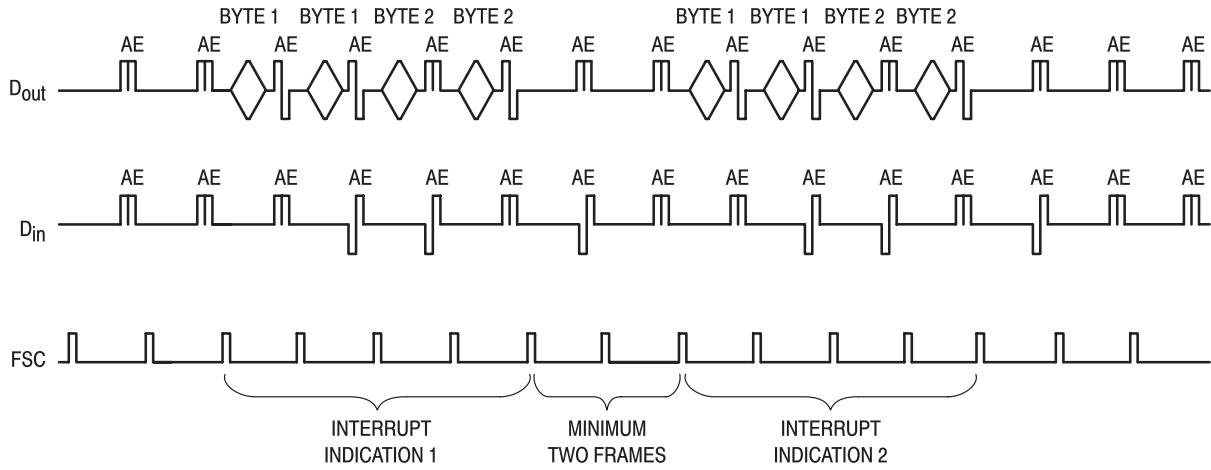 BYTE 1 BYTE 1 BYTE 2 BYTE 2 BYTE 1 BYTE 1 BYTE 2 BYTE 2
AE AE AE AE AE AE AE AE AE AE AE AE AE AE AE
Dout
AE AE AE AE AE AE AE AE AE AE AE AE AE AE AE
Din
FSC
INTERRUPT INDICATION 1
MINIMUM TWO FRAMES
INTERRUPT INDICATION 2